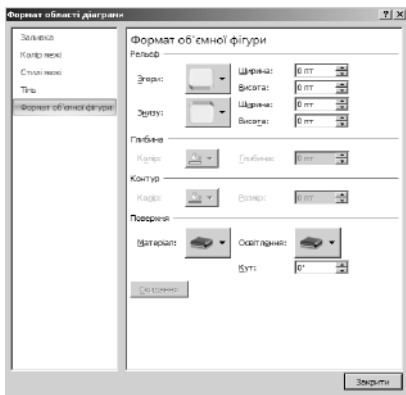 Формат області діаграми
Заливка
Колір межі
Стилі межі
Тінь
Формат об'ємної фігури
Формат об'ємної фігури
Рельєф
Згори:
Ширина: 0 пт
Висота: 0 пт
Знизу:
Ширина: 0 пт
Висота: 0 пт
Глибина
Колір: Глибина: 0 пт
Контур
Колір: Розмір: 0 пт
Поверхня
Матеріал: Освітлення:
Кут: 0°
Скидання
Закрити